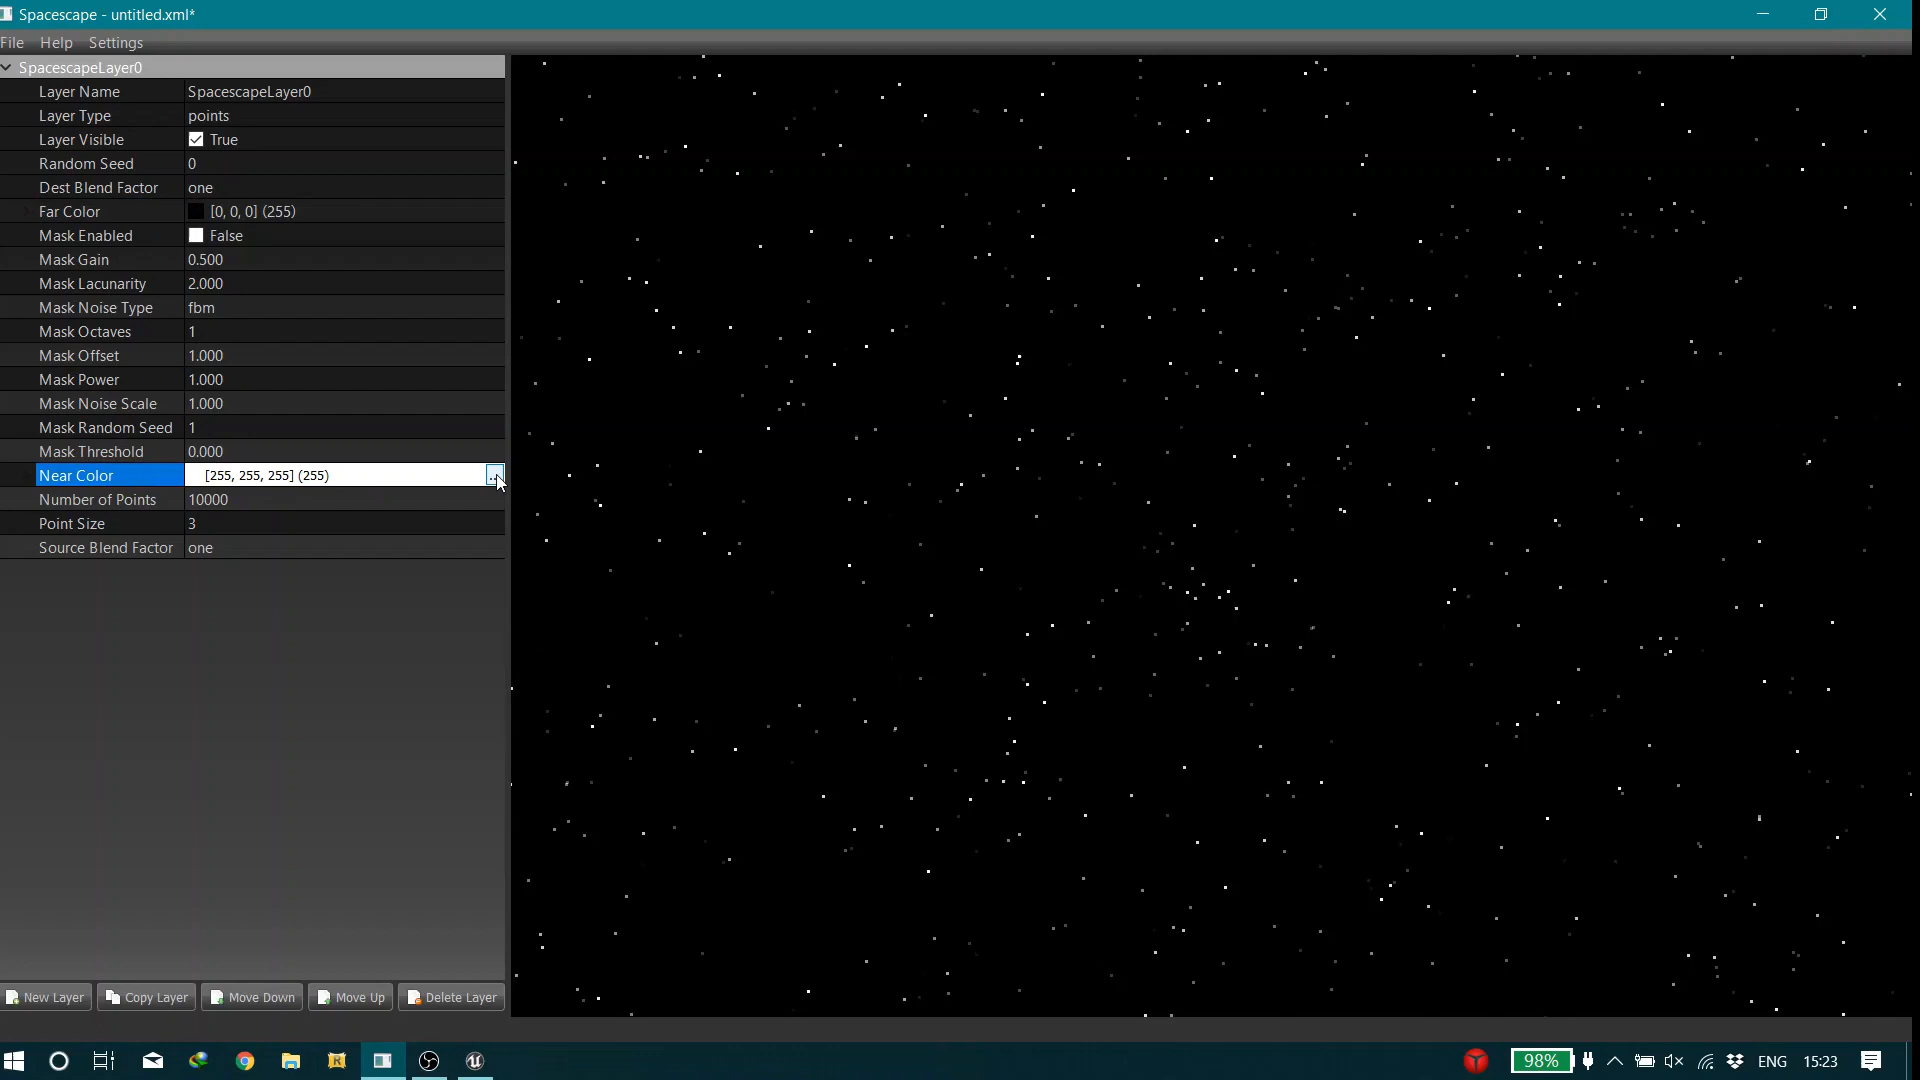 Spacescape - untitled.xml*
File Help Settings
SpacescapeLayer0
Layer Name SpacescapeLayer0
Layer Type points
Layer Visible True
Random Seed 0
Dest Blend Factor one
Far Color [0, 0, 0] (255)
Mask Enabled False
Mask Gain 0.500
Mask Lacunarity 2.000
Mask Noise Type fbm
Mask Octaves 1
Mask Offset 1.000
Mask Power 1.000
Mask Noise Scale 1.000
Mask Random Seed 1
Mask Threshold 0.000
Near Color [255, 255, 255] (255) ...
Number of Points 10000
Point Size 3
Source Blend Factor one
New Layer Copy Layer Move Down Move Up Delete Layer
98% ENG 15:23